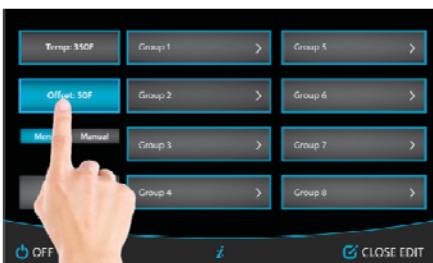 Temp: 350F
Group 1
Group 5
Offset: 50F
Group 2
Group 6
Manual
Group 3
Group 7
Group 4
Group 8
OFF
i
CLOSE EDIT